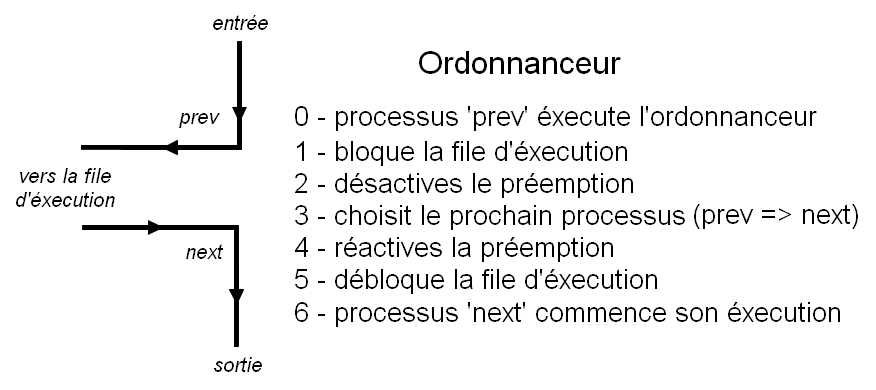 entrée
Ordonnanceur
prev
0 - processus 'prev' éxecute l'ordonnanceur
1 - bloque la file d'éxecution
vers la file
d'éxecution
2 - désactives le préemption
3 - choisit le prochain processus (prev => next)
next
4 - réactives la préemption
5 - débloque la file d'éxecution
6 - processus 'next' commence son éxecution
sortie